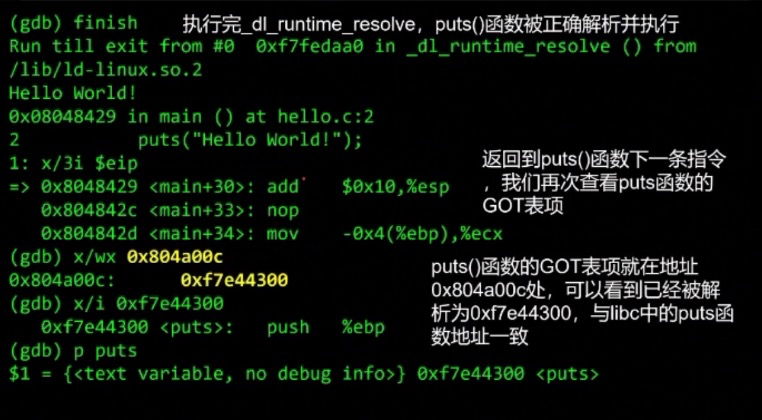 (gdb) finish 执行完_dl_runtime_resolve，puts()函数被正确解析并执行
Run till exit from #0  0xf7fedaa0 in _dl_runtime_resolve () from
/lib/ld-linux.so.2
Hello World!
0x08048429 in main () at hello.c:2
2         puts("Hello World!");
1: x/3i $eip
=> 0x8048429 <main+30>: add    $0x10,%esp
   0x804842c <main+33>: nop
   0x804842d <main+34>: mov    -0x4(%ebp),%ecx
返回到puts()函数下一条指令
，我们再次查看puts函数的
GOT表项
(gdb) x/wx 0x804a00c
0x804a00c:      0xf7e44300
(gdb) x/i 0xf7e44300
   0xf7e44300 <puts>:   push   %ebp
(gdb) p puts
$1 = {<text variable, no debug info>} 0xf7e44300 <puts>
puts()函数的GOT表项就在地址
0x804a00c处，可以看到已经被解
析为0xf7e44300，与libc中的puts函
数地址一致